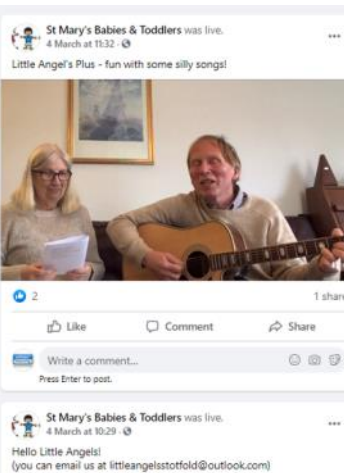 St Mary's Babies & Toddlers was live.
4 March at 11:32 ·
Little Angel's Plus - fun with some silly songs!
2
1 share
Like Comment Share
Write a comment...
Press Enter to post.
St Mary's Babies & Toddlers was live.
4 March at 10:29 ·
Hello Little Angels!
(you can email us at littleangelsstotfold@outlook.com)